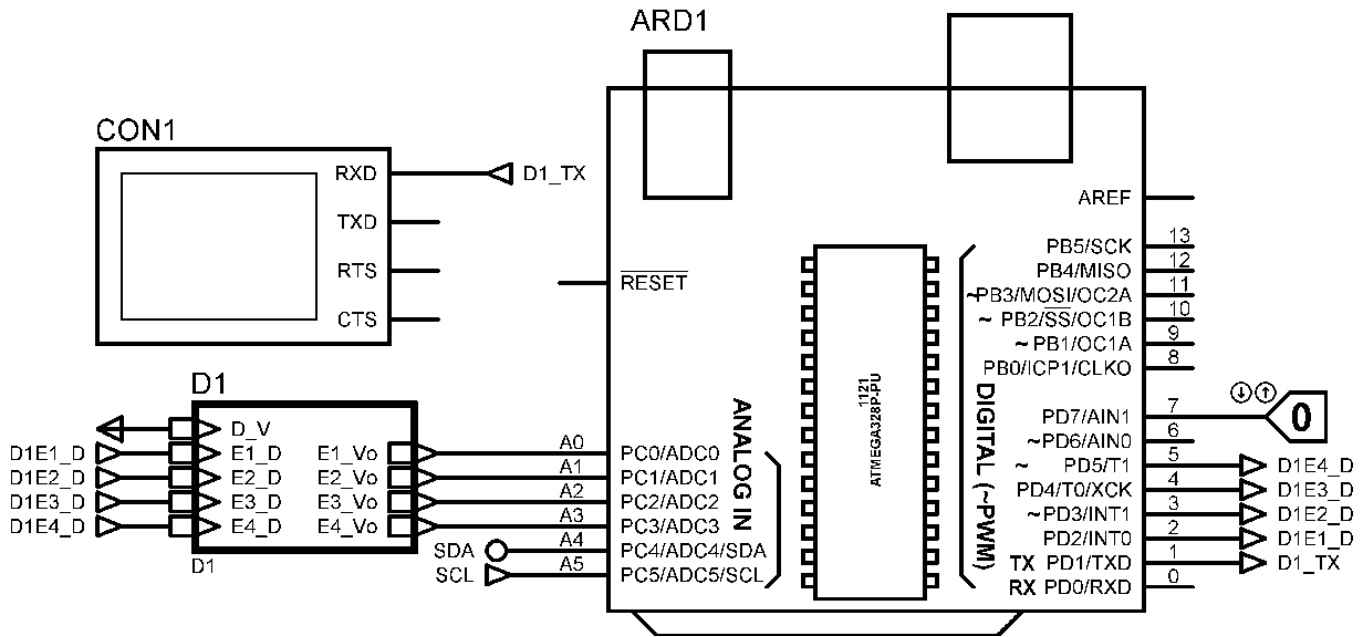 ARD1
CON1
RXD
D1_TX
TXD
RTS
CTS
RESET
AREF
PB5/SCK 13
PB4/MISO 12
~PB3/MOSI/OC2A 11
~ PB2/SS/OC1B 10
~ PB1/OC1A 9
PB0/ICP1/CLKO 8
1121
ATMEGA328P-PU
ANALOG IN
DIGITAL (~PWM)
PD7/AIN1 7 0
~PD6/AIN0 6
~ PD5/T1 5 D1E4_D
PD4/T0/XCK 4 D1E3_D
~PD3/INT1 3 D1E2_D
PD2/INT0 2 D1E1_D
TX PD1/TXD 1 D1_TX
RX PD0/RXD 0
D1
D_V
D1E1_D E1_D E1_Vo A0 PC0/ADC0
D1E2_D E2_D E2_Vo A1 PC1/ADC1
D1E3_D E3_D E3_Vo A2 PC2/ADC2
D1E4_D E4_D E4_Vo A3 PC3/ADC3
SDA A4 PC4/ADC4/SDA
D1
SCL A5 PC5/ADC5/SCL